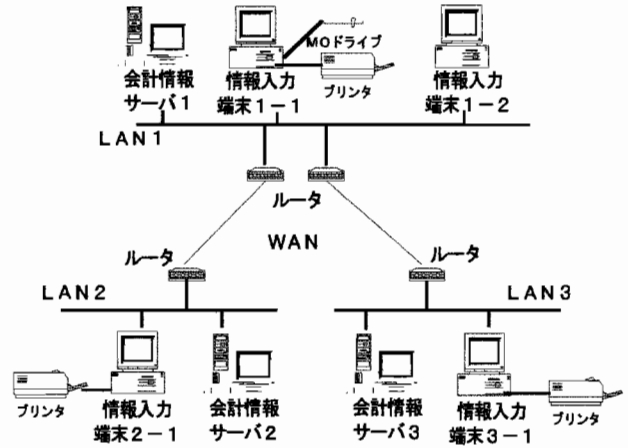 MOドライブ
会計情報
サーバ1
情報入力
端末1－1
プリンタ
情報入力
端末1－2
LAN1
ルータ
WAN
ルータ
ルータ
LAN2
LAN3
プリンタ
情報入力
端末2－1
会計情報
サーバ2
会計情報
サーバ3
情報入力
端末3－1
プリンタ